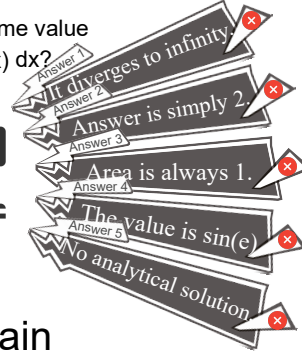 me value
) dx?
Answer 1
It diverges to infinity.
Answer 2
Answer is simply 2.
Answer 3
Area is always 1.
Answer 4
The value is sin(e)
Answer 5
No analytical solution.
ain